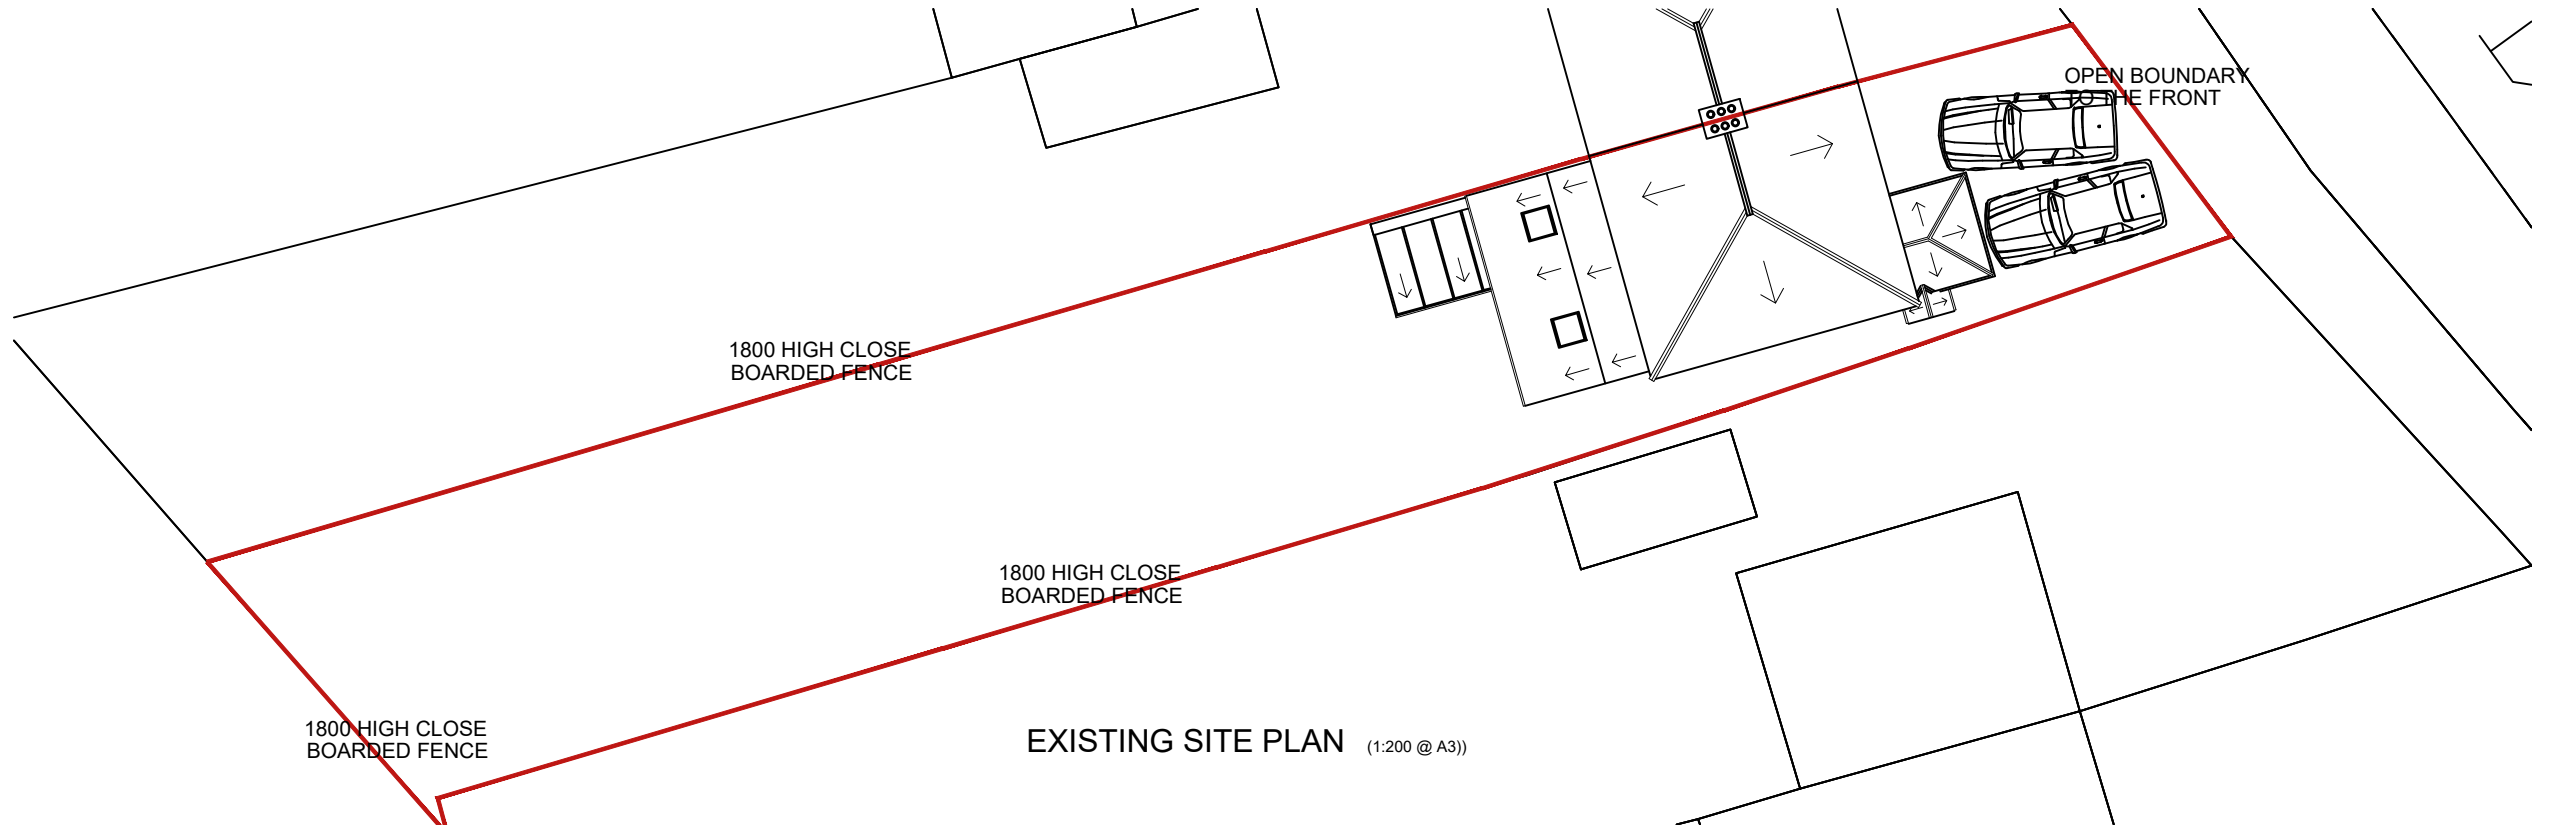 OPEN BOUNDARY
TO THE FRONT
1800 HIGH CLOSE
BOARDED FENCE
1800 HIGH CLOSE
BOARDED FENCE
1800 HIGH CLOSE
BOARDED FENCE
EXISTING SITE PLAN (1:200 @ A3))